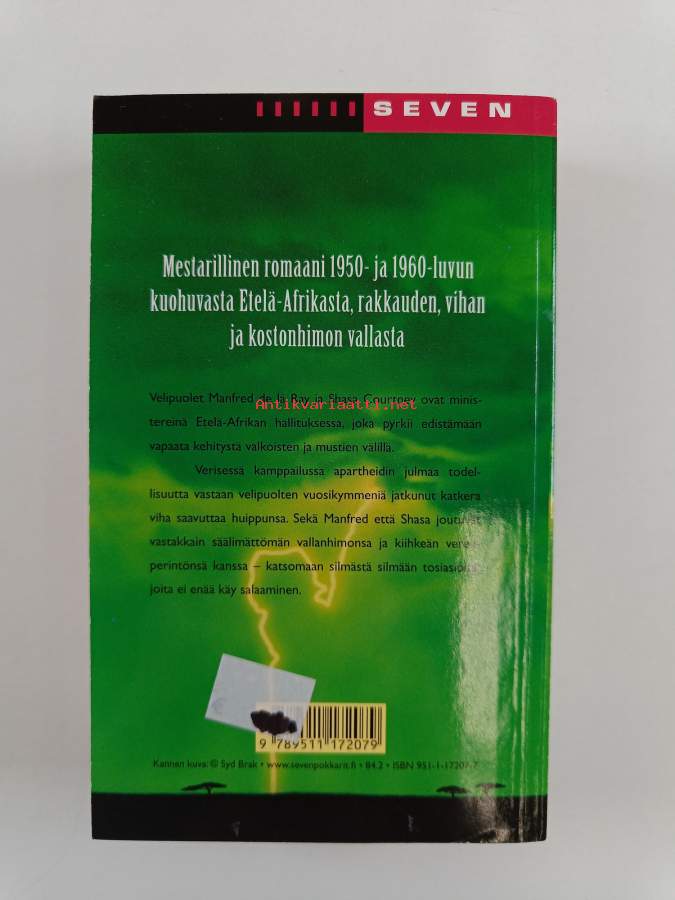 SEVEN
Mestarillinen romaani 1950- ja 1960-luvun
kuohuvasta Etelä-Afrikasta, rakkauden, vihan
ja kostonhimon vallasta
Velipuolet Manfred de la Rey ja Shasa Courtney ovat minis-
Antikvariaatti.net
tereinä Etelä-Afrikan hallituksessa, joka pyrkii edistämään
vapaata kehitystä valkoisten ja mustien välillä.
Verisessä kamppailussa apartheidin julmaa todel-
lisuutta vastaan velipuolten vuosikymmeniä jatkunut katkera
viha saavuttaa huippunsa. Sekä Manfred että Shasa joutuvat
vastakkain säälimättömän vallanhimonsa ja kiihkeän veren-
perintönsä kanssa – katsomaan silmästä silmään tosiasioita,
joita ei enää käy salaaminen.
9 789511 172079
Kannen kuva: © Syd Brak • www.sevenpokkarit.fi • 84.2 • ISBN 951-1-17207-7